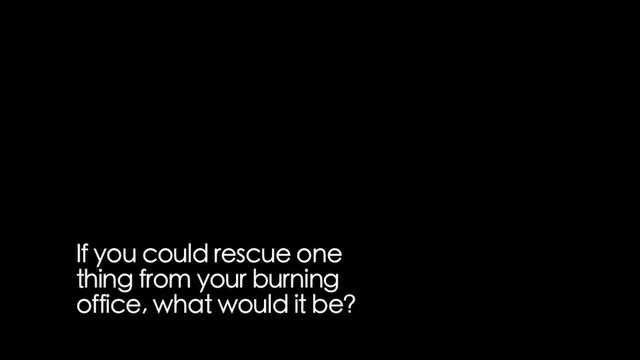 If you could rescue one
thing from your burning
office, what would it be?